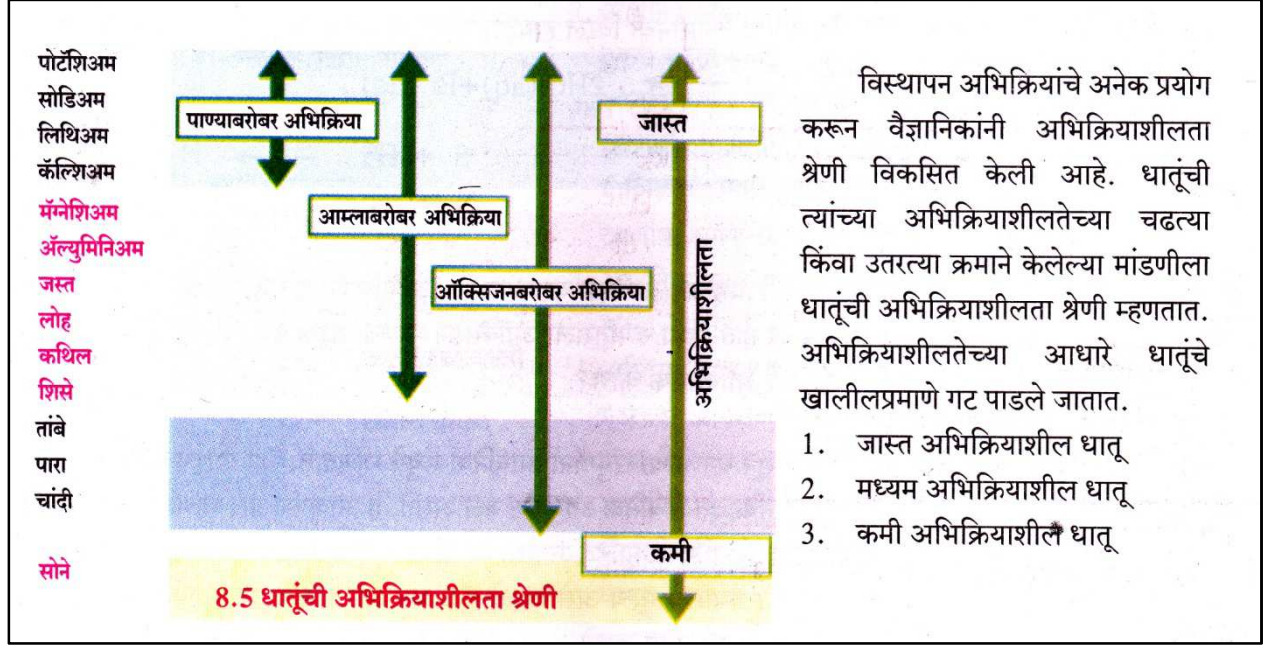 पोटॅशिअम
सोडिअम
लिथिअम
कॅल्शिअम
मॅग्नेशिअम
ॲल्युमिनिअम
जस्त
लोह
कथिल
शिसे
तांबे
पारा
चांदी
सोने
पाण्याबरोबर अभिक्रिया
आम्लाबरोबर अभिक्रिया
ऑक्सिजनबरोबर अभिक्रिया
जास्त
अभिक्रियाशीलता
कमी
8.5 धातूंची अभिक्रियाशीलता श्रेणी
विस्थापन अभिक्रियांचे अनेक प्रयोग
करून वैज्ञानिकांनी अभिक्रियाशीलता
श्रेणी विकसित केली आहे. धातूंची
त्यांच्या अभिक्रियाशीलतेच्या चढत्या
किंवा उतरत्या क्रमाने केलेल्या मांडणीला
धातूंची अभिक्रियाशीलता श्रेणी म्हणतात.
अभिक्रियाशीलतेच्या आधारे धातूंचे
खालीलप्रमाणे गट पाडले जातात.
1. जास्त अभिक्रियाशील धातू
2. मध्यम अभिक्रियाशील धातू
3. कमी अभिक्रियाशील धातू